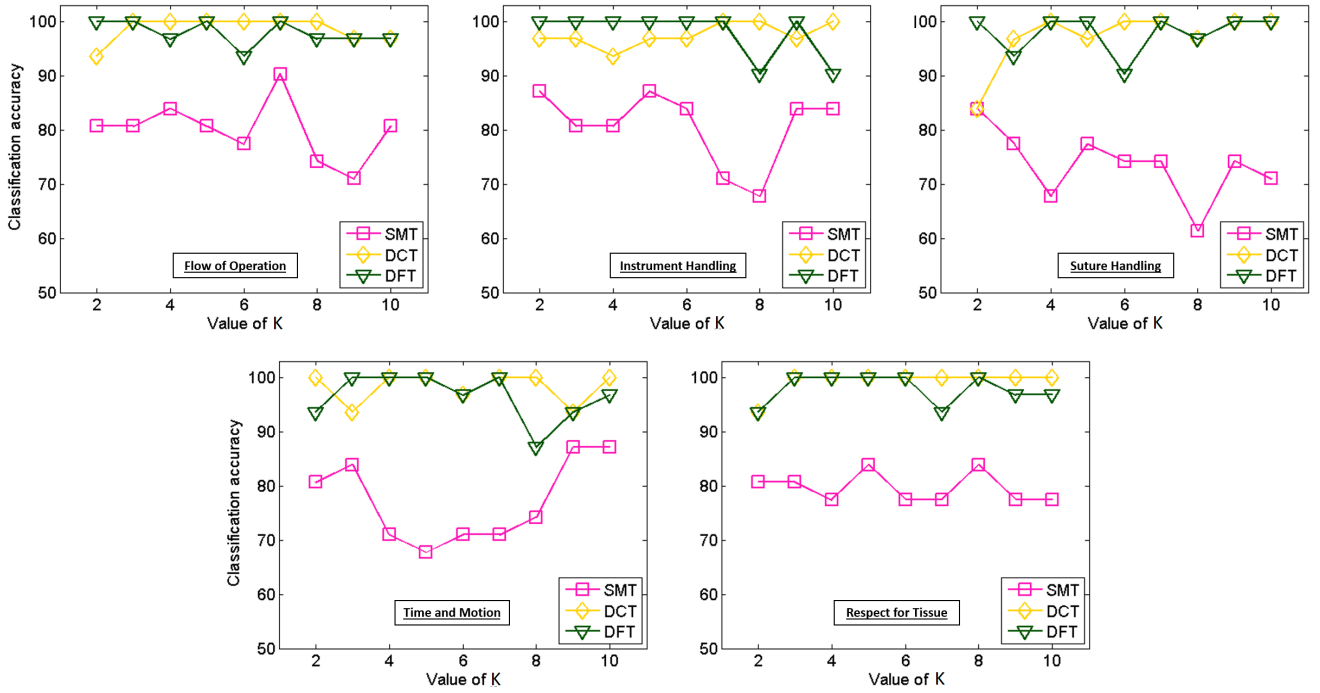 Classification accuracy
100
90
80
70
60
50
2 4 6 8 10
Value of K
Flow of Operation
SMT
DCT
DFT
100
90
80
70
60
50
2 4 6 8 10
Value of K
Instrument Handling
SMT
DCT
DFT
100
90
80
70
60
50
2 4 6 8 10
Value of K
Suture Handling
SMT
DCT
DFT
Classification accuracy
100
90
80
70
60
50
2 4 6 8 10
Value of K
Time and Motion
SMT
DCT
DFT
100
90
80
70
60
50
2 4 6 8 10
Value of K
Respect for Tissue
SMT
DCT
DFT